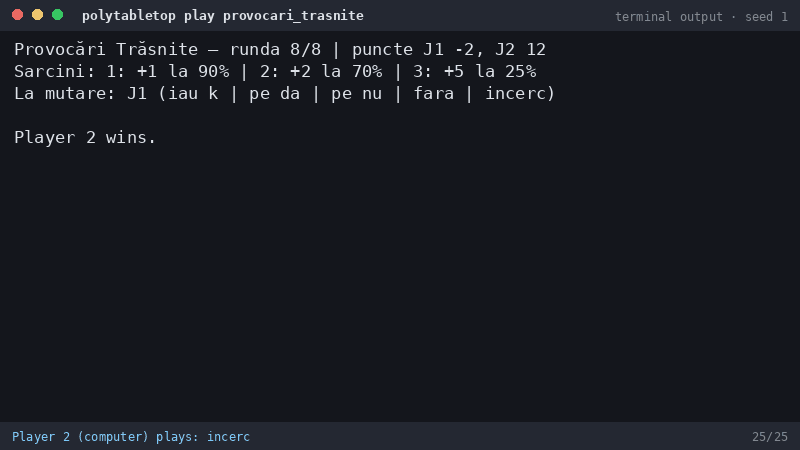 polytabletop play provocari_trasnite
terminal output · seed 1
Provocări Trăsnite — runda 8/8 | puncte J1 -2, J2 12
Sarcini: 1: +1 la 90% | 2: +2 la 70% | 3: +5 la 25%
La mutare: J1 (iau k | pe da | pe nu | fara | incerc)
Player 2 wins.
Player 2 (computer) plays: incerc
25/25